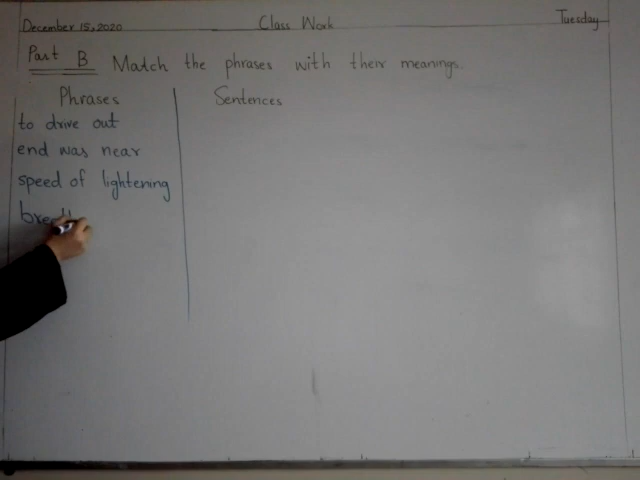 December 15, 2020 Class Work Tuesday
Part B Match the phrases with their meanings.
Phrases Sentences
to drive out
end was near
speed of lightening